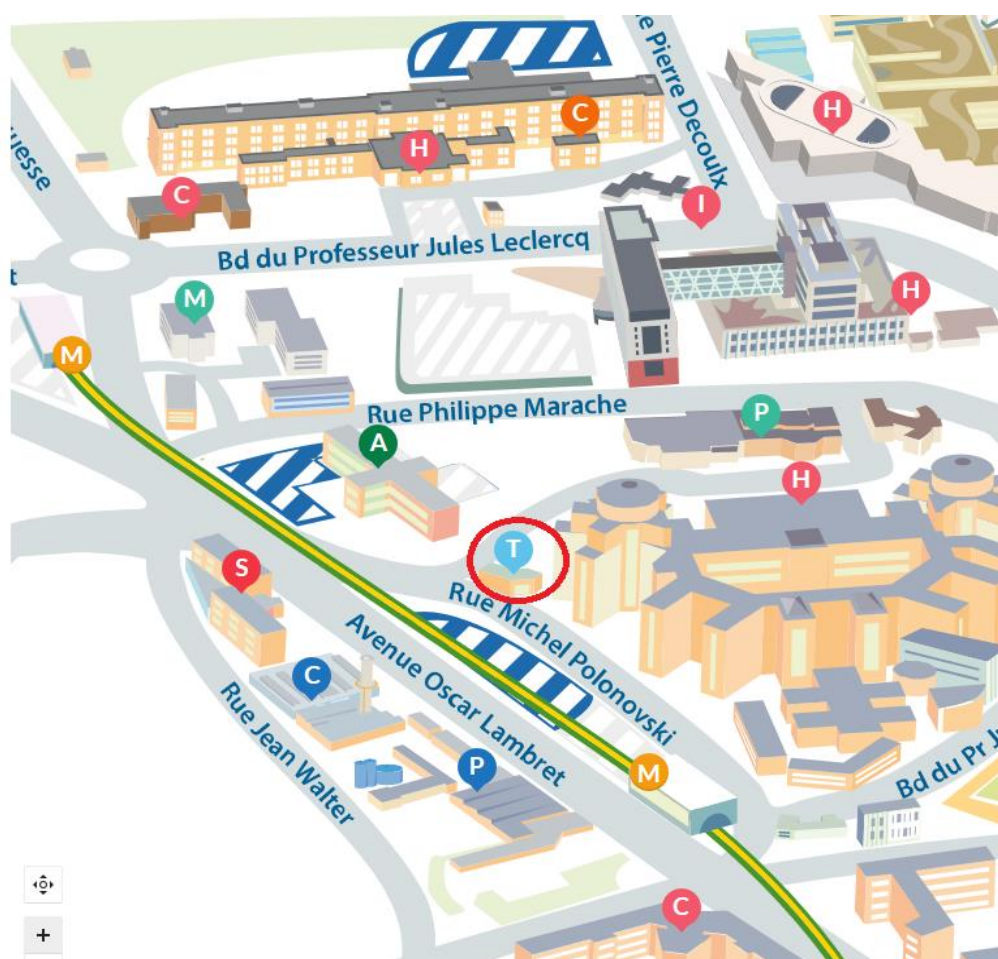 e Pierre Decoulx
H
C
H
uesse
C
I
Bd du Professeur Jules Leclercq
t
M
H
M
Rue Philippe Marache
P
A
H
T
S
Rue Michel Polonovski
Avenue Oscar Lambret
C
Rue Jean Walter
P
M
Bd du Pr J
C
+